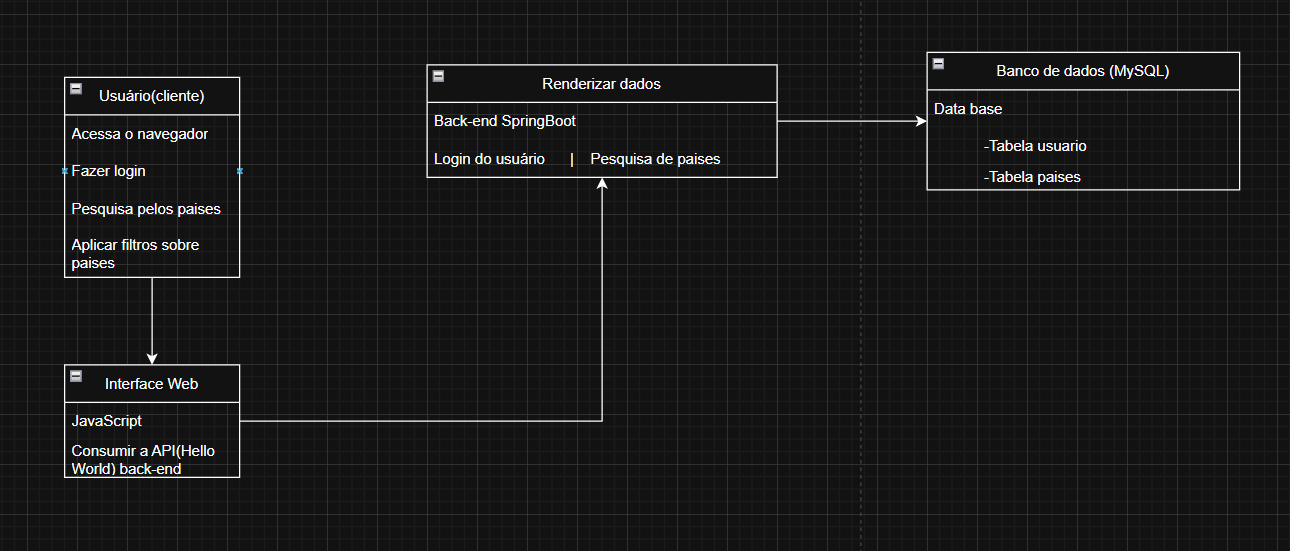 Usuário(cliente)
Acessa o navegador
Fazer login
Pesquisa pelos paises
Aplicar filtros sobre
paises
Interface Web
JavaScript
Consumir a API(Hello
World) back-end
Renderizar dados
Back-end SpringBoot
Login do usuário | Pesquisa de paises
Banco de dados (MySQL)
Data base
-Tabela usuario
-Tabela paises